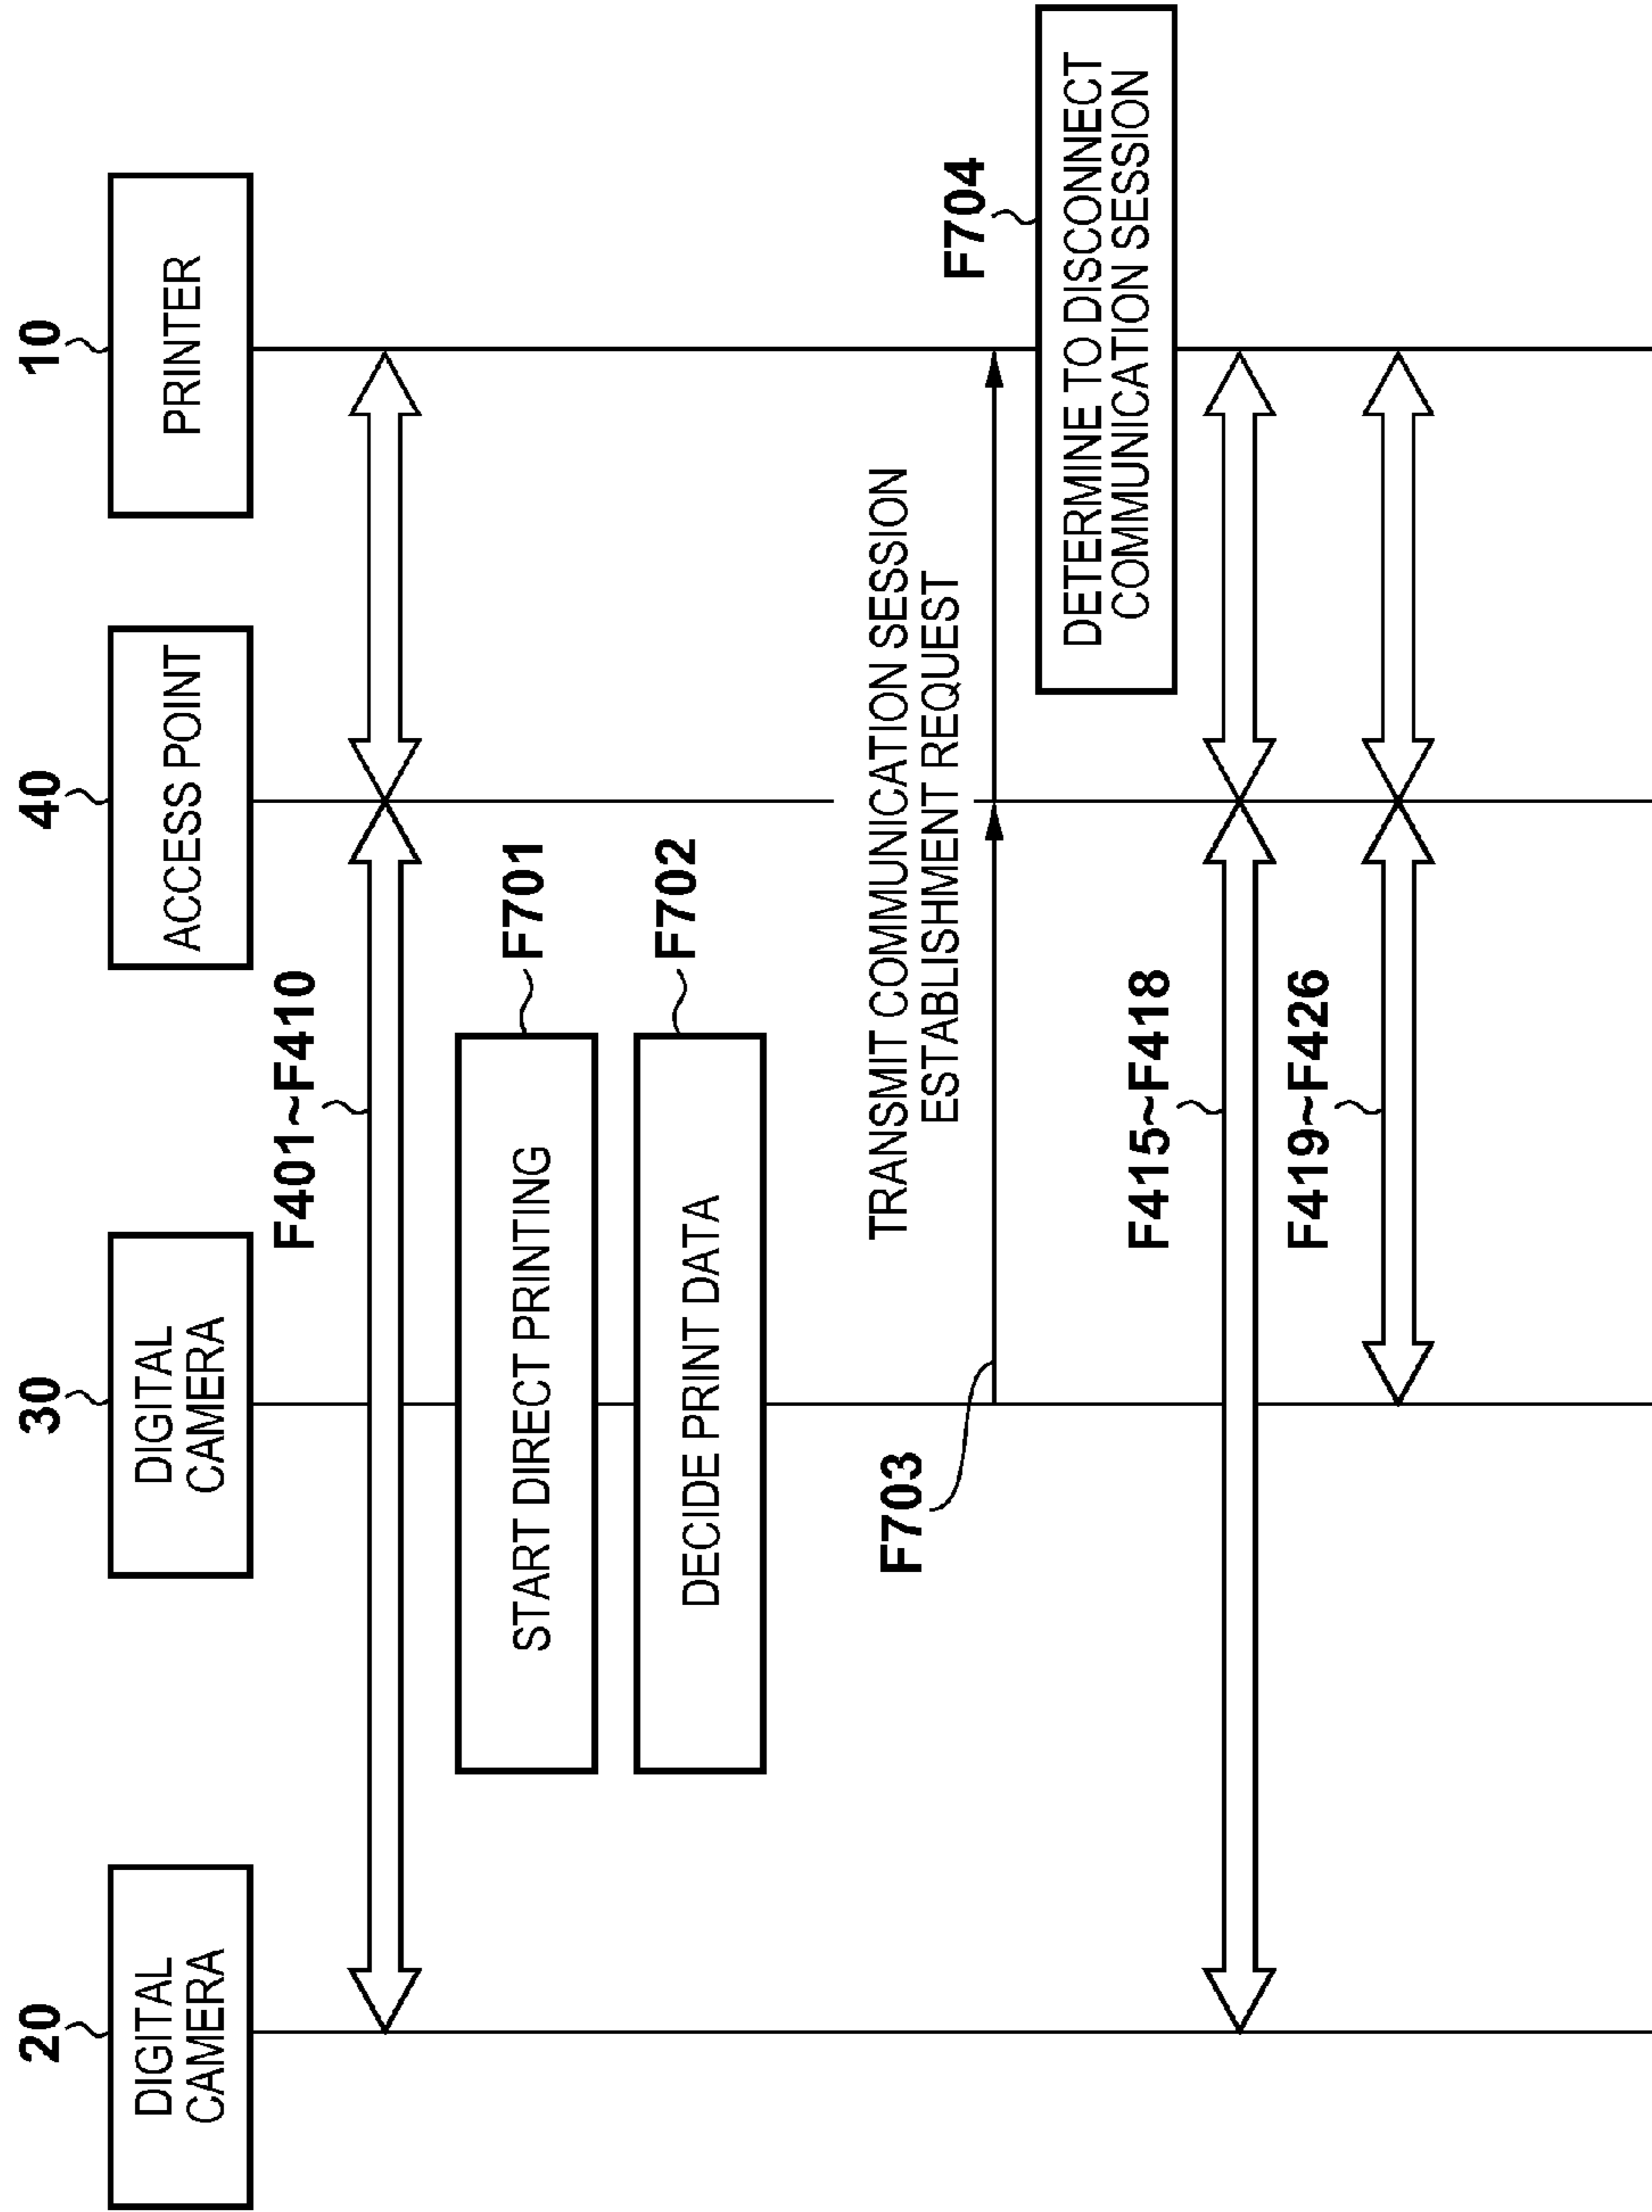 20
DIGITAL
CAMERA
30
DIGITAL
CAMERA
40
ACCESS POINT
10
PRINTER
F401~F410
START DIRECT PRINTING
F701
DECIDE PRINT DATA
F702
F703
TRANSMIT COMMUNICATION SESSION
ESTABLISHMENT REQUEST
F704
DETERMINE TO DISCONNECT
COMMUNICATION SESSION
F415~F418
F419~F426